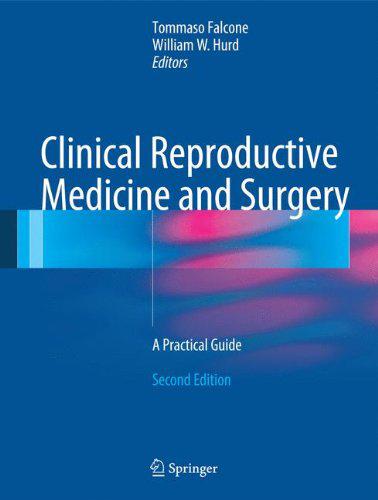 Tommaso Falcone
William W. Hurd
Editors
Clinical Reproductive
Medicine and Surgery
A Practical Guide
Second Edition
Springer